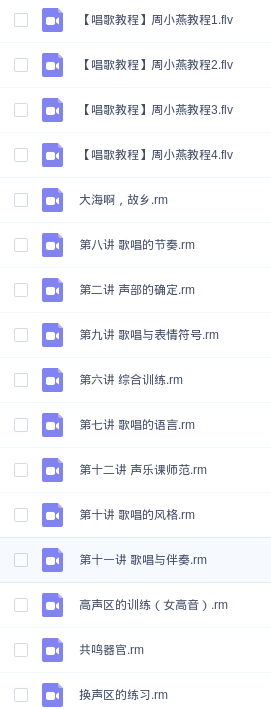 【唱歌教程】周小燕教程1.flv
【唱歌教程】周小燕教程2.flv
【唱歌教程】周小燕教程3.flv
【唱歌教程】周小燕教程4.flv
大海啊，故乡.rm
第八讲 歌唱的节奏.rm
第二讲 声部的确定.rm
第九讲 歌唱与表情符号.rm
第六讲 综合训练.rm
第七讲 歌唱的语言.rm
第十二讲 声乐课师范.rm
第十讲 歌唱的风格.rm
第十一讲 歌唱与伴奏.rm
高声区的训练（女高音）.rm
共鸣器官.rm
换声区的练习.rm